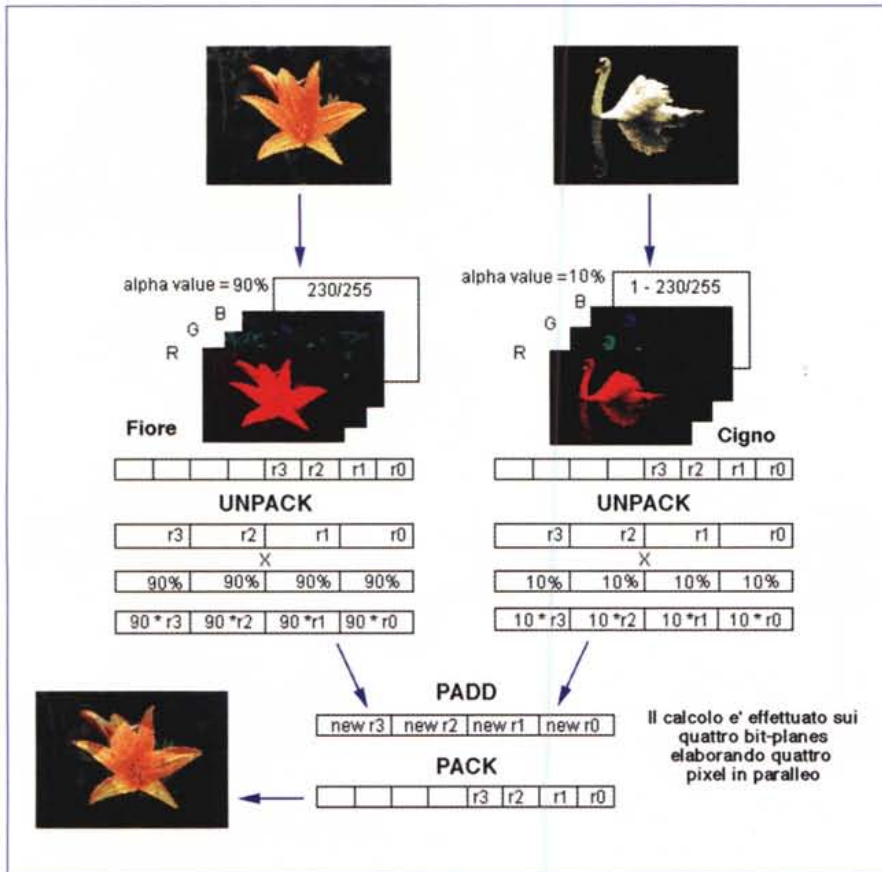 alpha value = 90%
230/255
B
G
R
Fiore
r3 r2 r1 r0
UNPACK
r3 r2 r1 r0
X
90% 90% 90% 90%
90 * r3 90 *r2 90 *r1 90 * r0
alpha value =10%
1 - 230/255
B
G
R
Cigno
r3 r2 r1 r0
UNPACK
r3 r2 r1 r0
X
10% 10% 10% 10%
10 * r3 10 *r2 10 *r1 10 * r0
PADD
new r3 new r2 new r1 new r0
PACK
r3 r2 r1 r0
Il calcolo e' effettuato sui
quattro bit-planes
elaborando quattro
pixel in paralleo